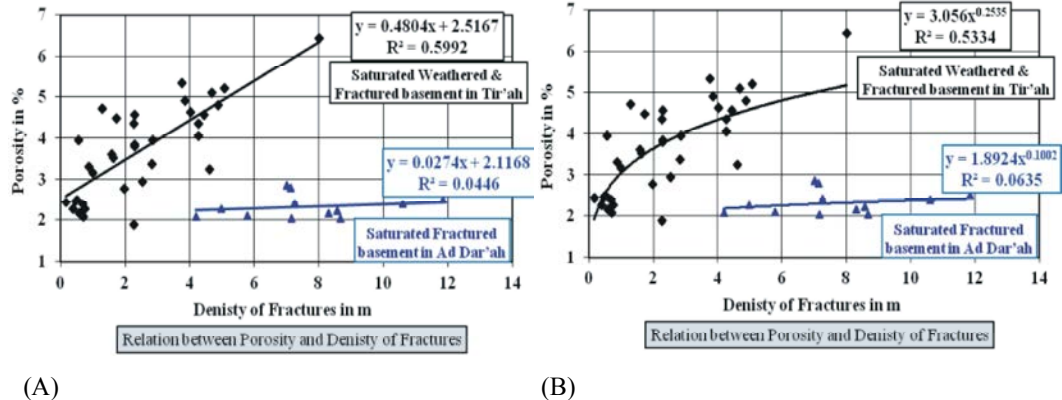 7
6
5
4
3
2
1
Porosity in %
y = 0.4804x + 2.5167
R² = 0.5992
Saturated Weathered &
Fractured basement in Tir'ah
y = 0.0274x + 2.1168
R² = 0.0446
Saturated Fractured
basement in Ad Dar'ah
0 2 4 6 8 10 12 14
Denisty of Fractures in m
Relation between Porosity and Denisty of Fractures
(A)
7
6
5
4
3
2
1
Porosity in %
y = 3.056x^0.2535
R² = 0.5334
Saturated Weathered &
Fractured basement in Tir'ah
y = 1.8924x^0.1002
R² = 0.0635
Saturated Fractured
basement in Ad Dar'ah
0 2 4 6 8 10 12 14
Denisty of Fractures in m
Relation between Porosity and Denisty of Fractures
(B)